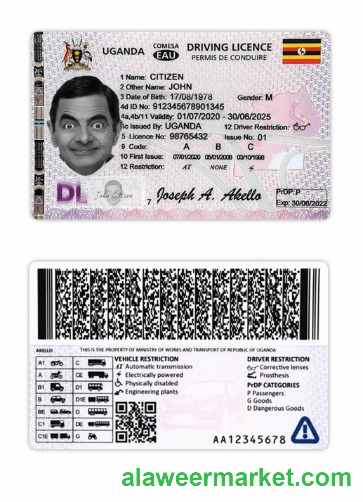 UGANDA COMESA EAU DRIVING LICENCE
PERMIS DE CONDUIRE
1 Name: CITIZEN
2 Other Name: JOHN
3 Date of Birth: 17/08/1978 Gender: M
4d ID No: 912345678901345
4a,4b/11 Validity: 01/07/2020 - 30/06/2025
4c Issued By: UGANDA 12 Driver Restriction:
5 Licence No: 98765432 Issue No: 01
9 Code: A B C
10 First Issue: 07/01/2020 05/01/2008 03/10/1998
12 Restriction: AT NONE
DL
7 Joseph A. Akello
PrDP:P
Exp: 30/06/2022
AKELLO THIS IS THE PROPERTY OF MINISTRY OF WORKS AND TRANSPORT OF REPUBLIC OF UGANDA
A1
A CE
B1 D1
B D1E
BE D
C1 DE
C1E G
VEHICLE RESTRICTION
AT Automatic transmission
Electrically powered
Physically disabled
Engineering plants
DRIVER RESTRICTION
Corrective lenses
Prosthesis
PrDP CATEGORIES
P Passengers
G Goods
D Dangerous Goods
AA12345678
alaweermarket.com